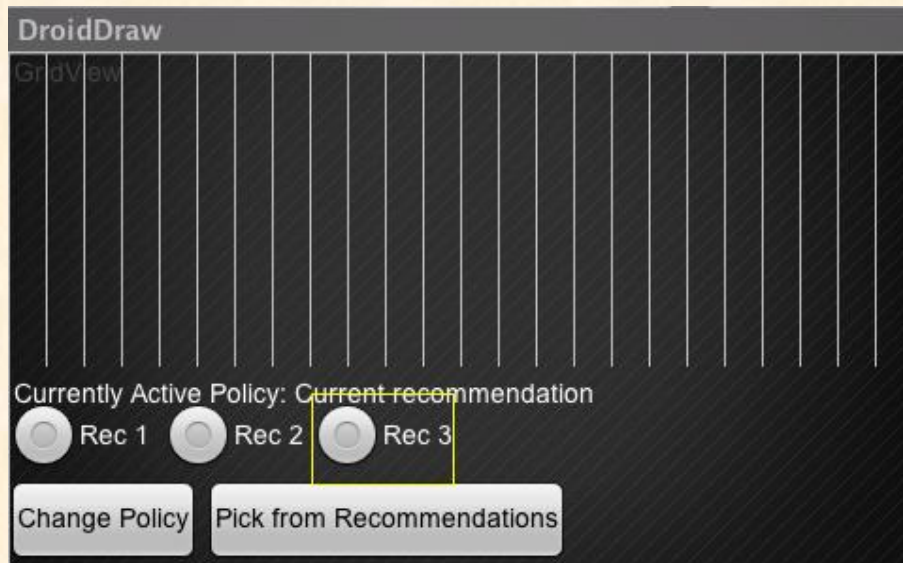 DroidDraw
GridView
Currently Active Policy: Current recommendation
Rec 1 Rec 2 Rec 3
Change Policy Pick from Recommendations